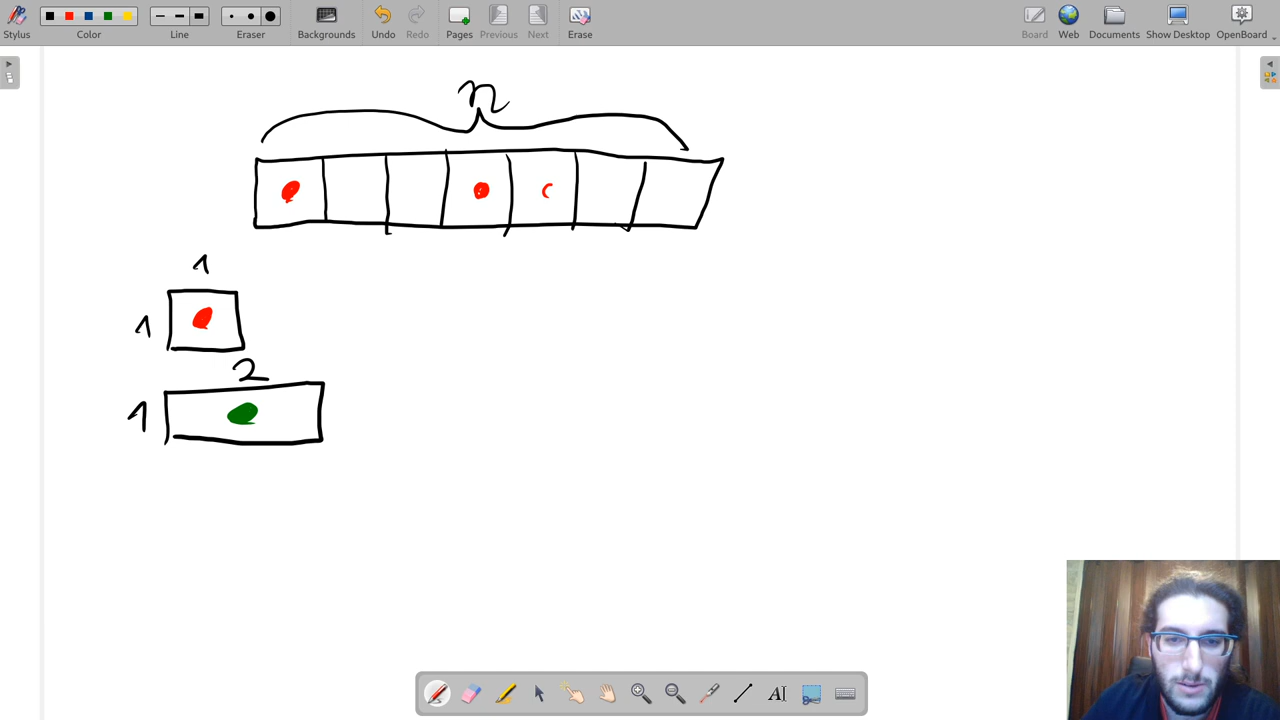 Stylus
Color
Line
Eraser
Backgrounds
Undo
Redo
Pages
Previous
Next
Erase
Board
Web
Documents
Show Desktop
OpenBoard
n
1
1
2
1